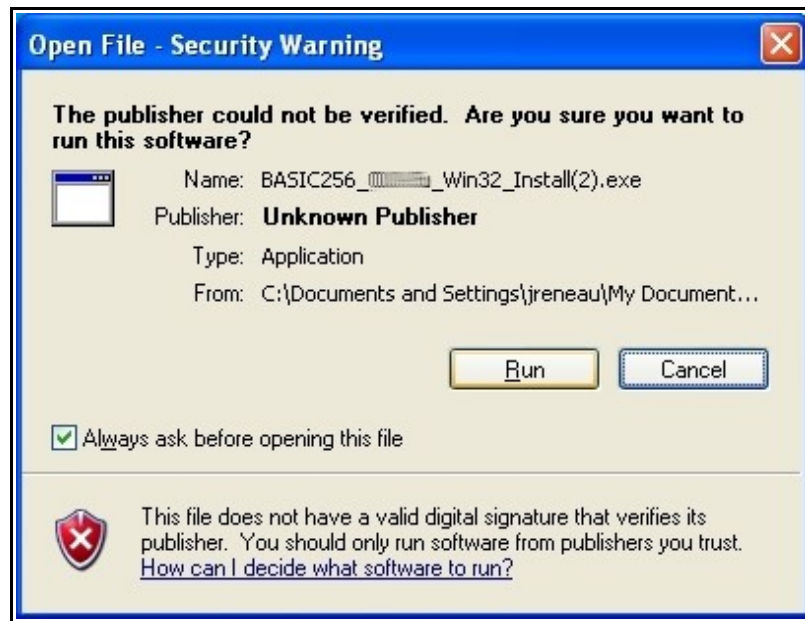 Open File - Security Warning
The publisher could not be verified. Are you sure you want to
run this software?
Name: BASIC256_ _Win32_Install(2).exe
Publisher: Unknown Publisher
Type: Application
From: C:\Documents and Settings\jreneau\My Document...
Run Cancel
Always ask before opening this file
This file does not have a valid digital signature that verifies its
publisher. You should only run software from publishers you trust.
How can I decide what software to run?